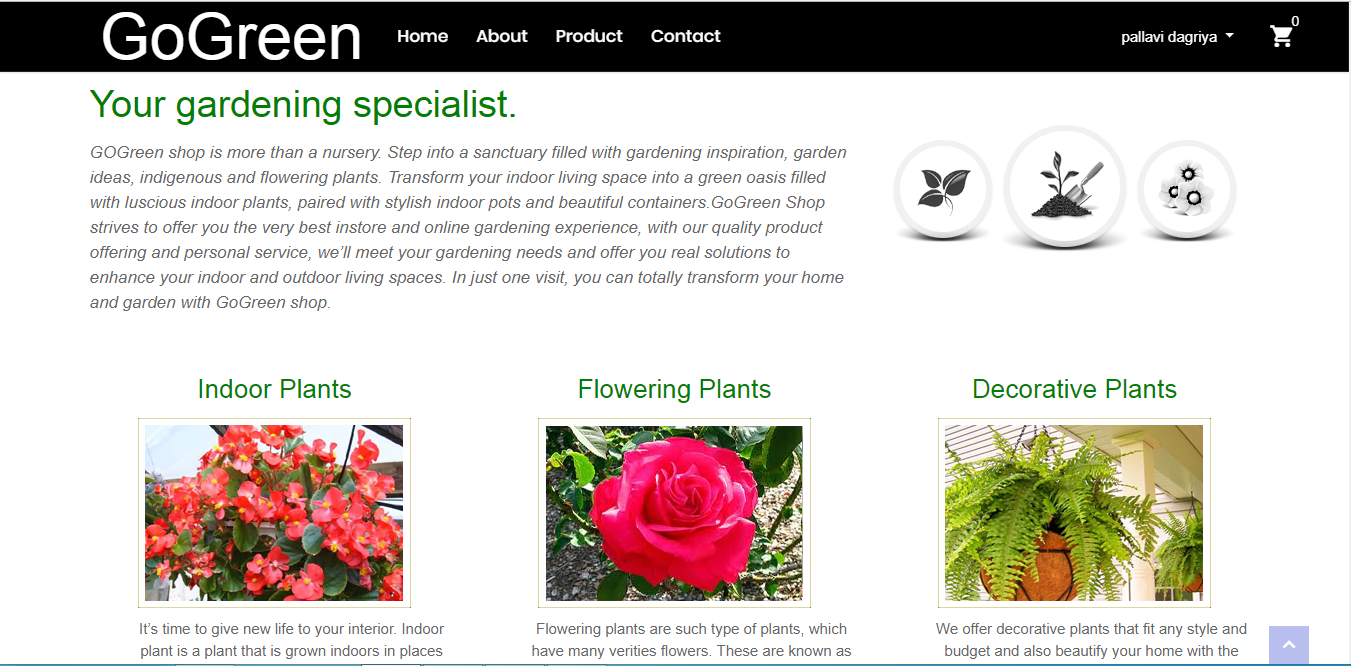 GoGreen Home About Product Contact pallavi dagriya 0
Your gardening specialist.
GOGreen shop is more than a nursery. Step into a sanctuary filled with gardening inspiration, garden
ideas, indigenous and flowering plants. Transform your indoor living space into a green oasis filled
with luscious indoor plants, paired with stylish indoor pots and beautiful containers.GoGreen Shop
strives to offer you the very best instore and online gardening experience, with our quality product
offering and personal service, we’ll meet your gardening needs and offer you real solutions to
enhance your indoor and outdoor living spaces. In just one visit, you can totally transform your home
and garden with GoGreen shop.
Indoor Plants
It’s time to give new life to your interior. Indoor
plant is a plant that is grown indoors in places
Flowering Plants
Flowering plants are such type of plants, which
have many verities flowers. These are known as
Decorative Plants
We offer decorative plants that fit any style and
budget and also beautify your home with the